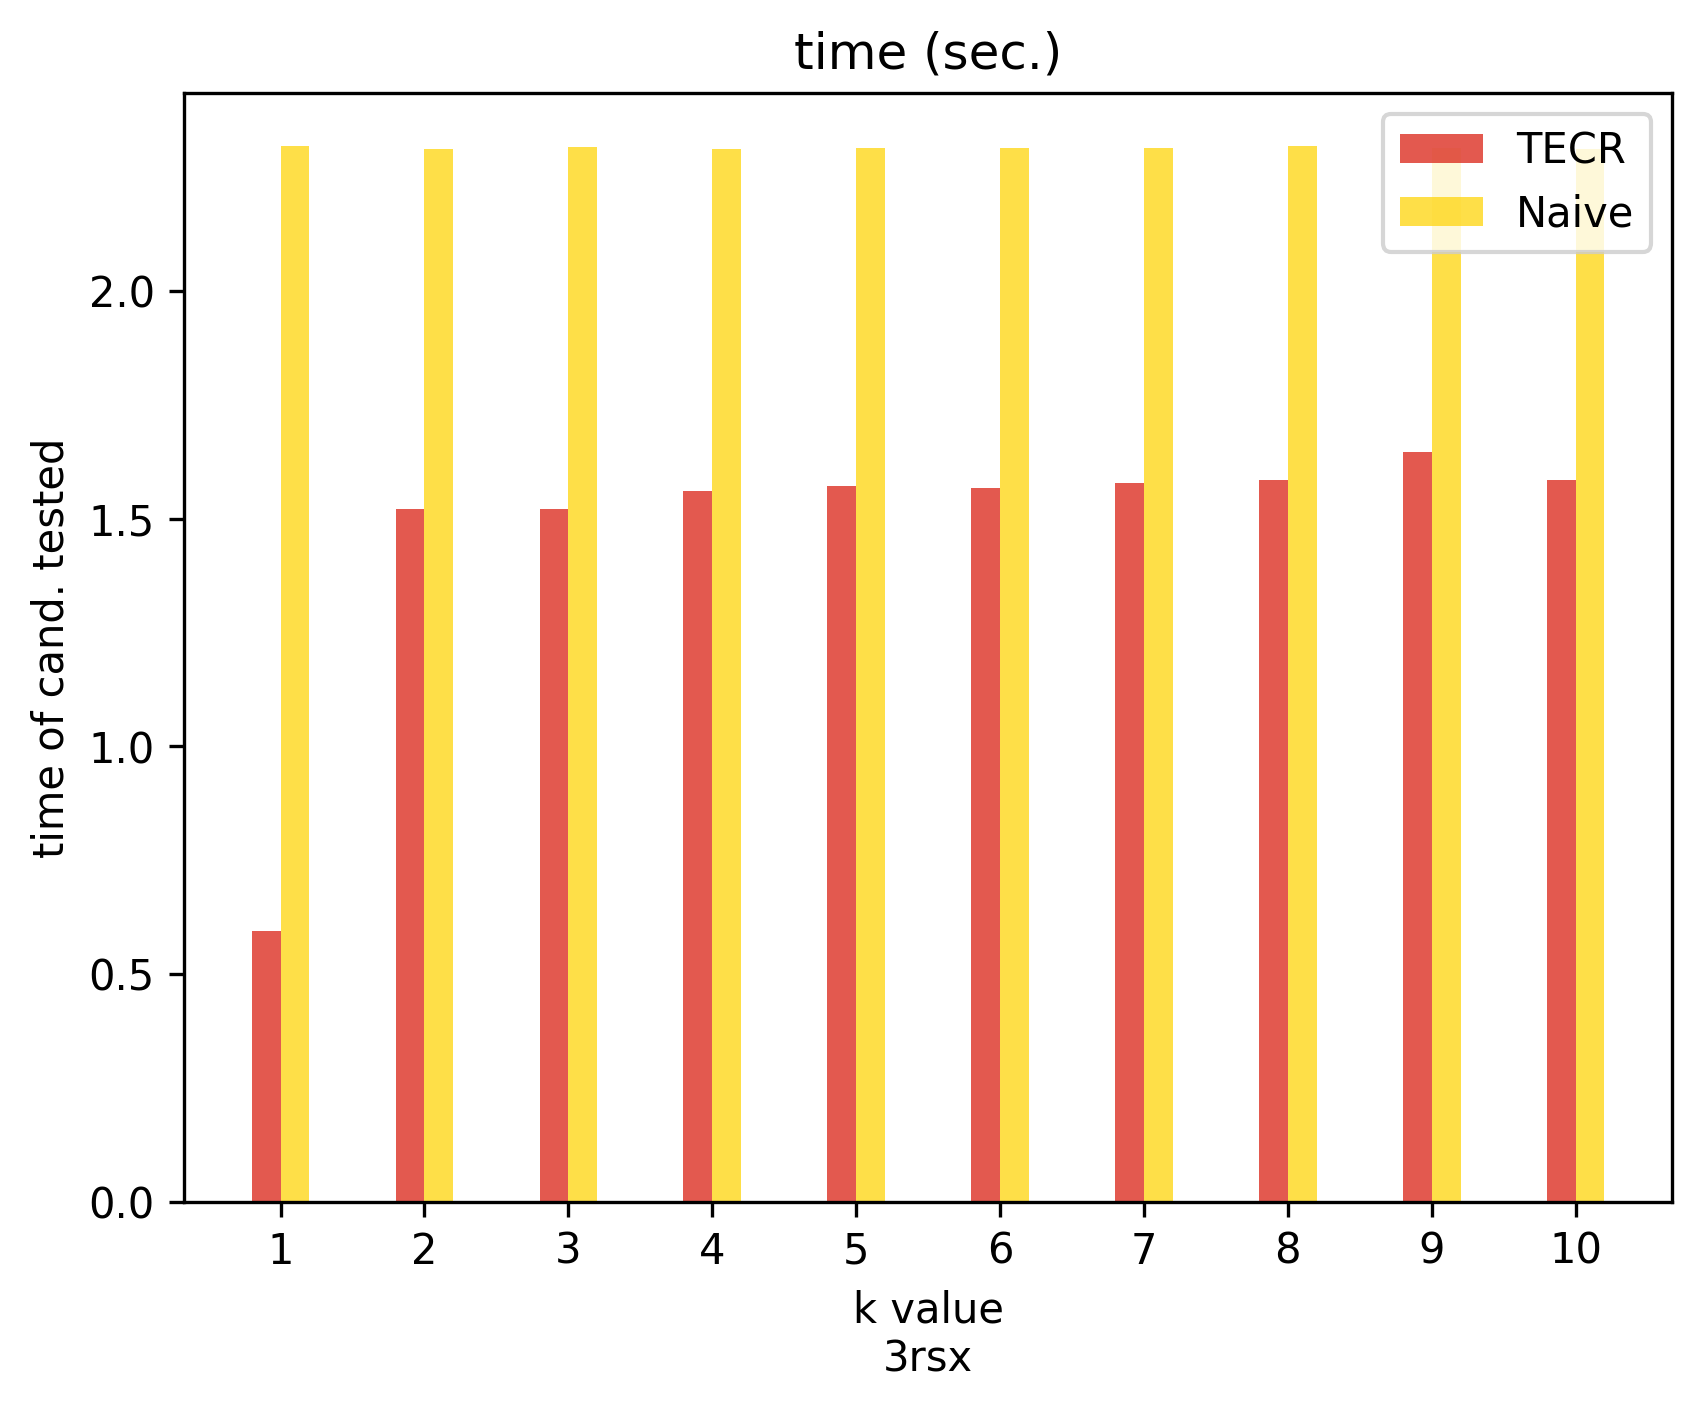 time (sec.)
TECR
Naive
time of cand. tested
2.0
1.5
1.0
0.5
0.0
1 2 3 4 5 6 7 8 9 10
k value
3rsx